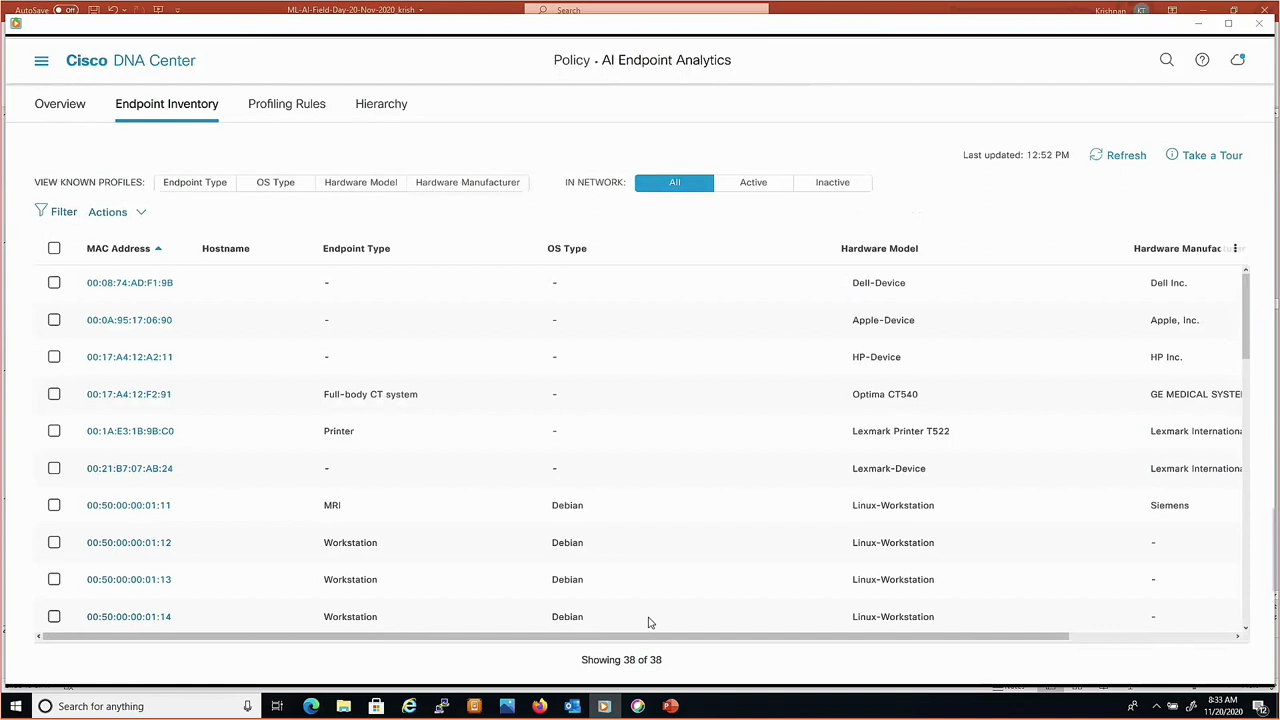 AutoSave Off ML-AI-Field-Day-20-Nov-2020_krish Search Krishnan KT
Cisco DNA Center Policy • AI Endpoint Analytics
Overview Endpoint Inventory Profiling Rules Hierarchy
Last updated: 12:52 PM Refresh Take a Tour
VIEW KNOWN PROFILES: Endpoint Type OS Type Hardware Model Hardware Manufacturer IN NETWORK: All Active Inactive
Filter Actions
MAC Address Hostname Endpoint Type OS Type Hardware Model Hardware Manufac
00:08:74:AD:F1:9B - - Dell-Device Dell Inc.
00:0A:95:17:06:90 - - Apple-Device Apple, Inc.
00:17:A4:12:A2:11 - - HP-Device HP Inc.
00:17:A4:12:F2:91 Full-body CT system - Optima CT540 GE MEDICAL SYSTE
00:1A:E3:1B:9B:C0 Printer - Lexmark Printer T522 Lexmark Internationa
00:21:B7:07:AB:24 - - Lexmark-Device Lexmark Internationa
00:50:00:00:01:11 MRI Debian Linux-Workstation Siemens
00:50:00:00:01:12 Workstation Debian Linux-Workstation -
00:50:00:00:01:13 Workstation Debian Linux-Workstation -
00:50:00:00:01:14 Workstation Debian Linux-Workstation -
Showing 38 of 38
Notes
Search for anything 8:33 AM
11/20/2020 12